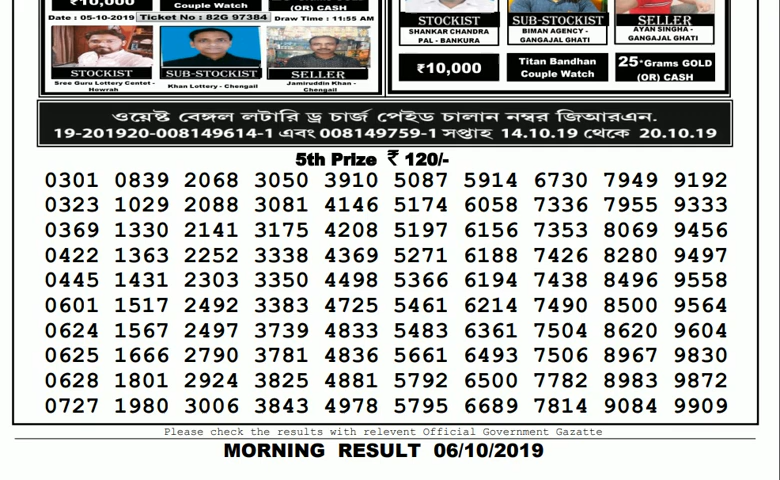 ₹10,000
Couple Watch
(OR) CASH
Date : 05-10-2019 Ticket No : 82G 97384 Draw Time : 11:55 AM
STOCKIST SUB-STOCKIST SELLER
Sree Guru Lottery Centet - Howrah
Khan Lottery - Chengail
Jamiruddin Khan - Chengail
STOCKIST SUB-STOCKIST SELLER
SHANKAR CHANDRA PAL - BANKURA
BIMAN AGENCY - GANGAJAL GHATI
AYAN SINGHA - GANGAJAL GHATI
₹10,000
Titan Bandhan Couple Watch
25*Grams GOLD (OR) CASH
ওয়েষ্ট বেঙ্গল লটারি ড্র চার্জ পেইড চালান নম্বর জিআরএন.
19-201920-008149614-1 এবং 008149759-1 সপ্তাহ 14.10.19 থেকে 20.10.19
5th Prize ₹ 120/-
0301 0839 2068 3050 3910 5087 5914 6730 7949 9192
0323 1029 2088 3081 4146 5174 6058 7336 7955 9333
0369 1330 2141 3175 4208 5197 6156 7353 8069 9456
0422 1363 2252 3338 4369 5271 6188 7426 8280 9497
0445 1431 2303 3350 4498 5366 6194 7438 8496 9558
0601 1517 2492 3383 4725 5461 6214 7490 8500 9564
0624 1567 2497 3739 4833 5483 6361 7504 8620 9604
0625 1666 2790 3781 4836 5661 6493 7506 8967 9830
0628 1801 2924 3825 4881 5792 6500 7782 8983 9872
0727 1980 3006 3843 4978 5795 6689 7814 9084 9909
Please check the results with relevent Official Government Gazatte
MORNING RESULT 06/10/2019